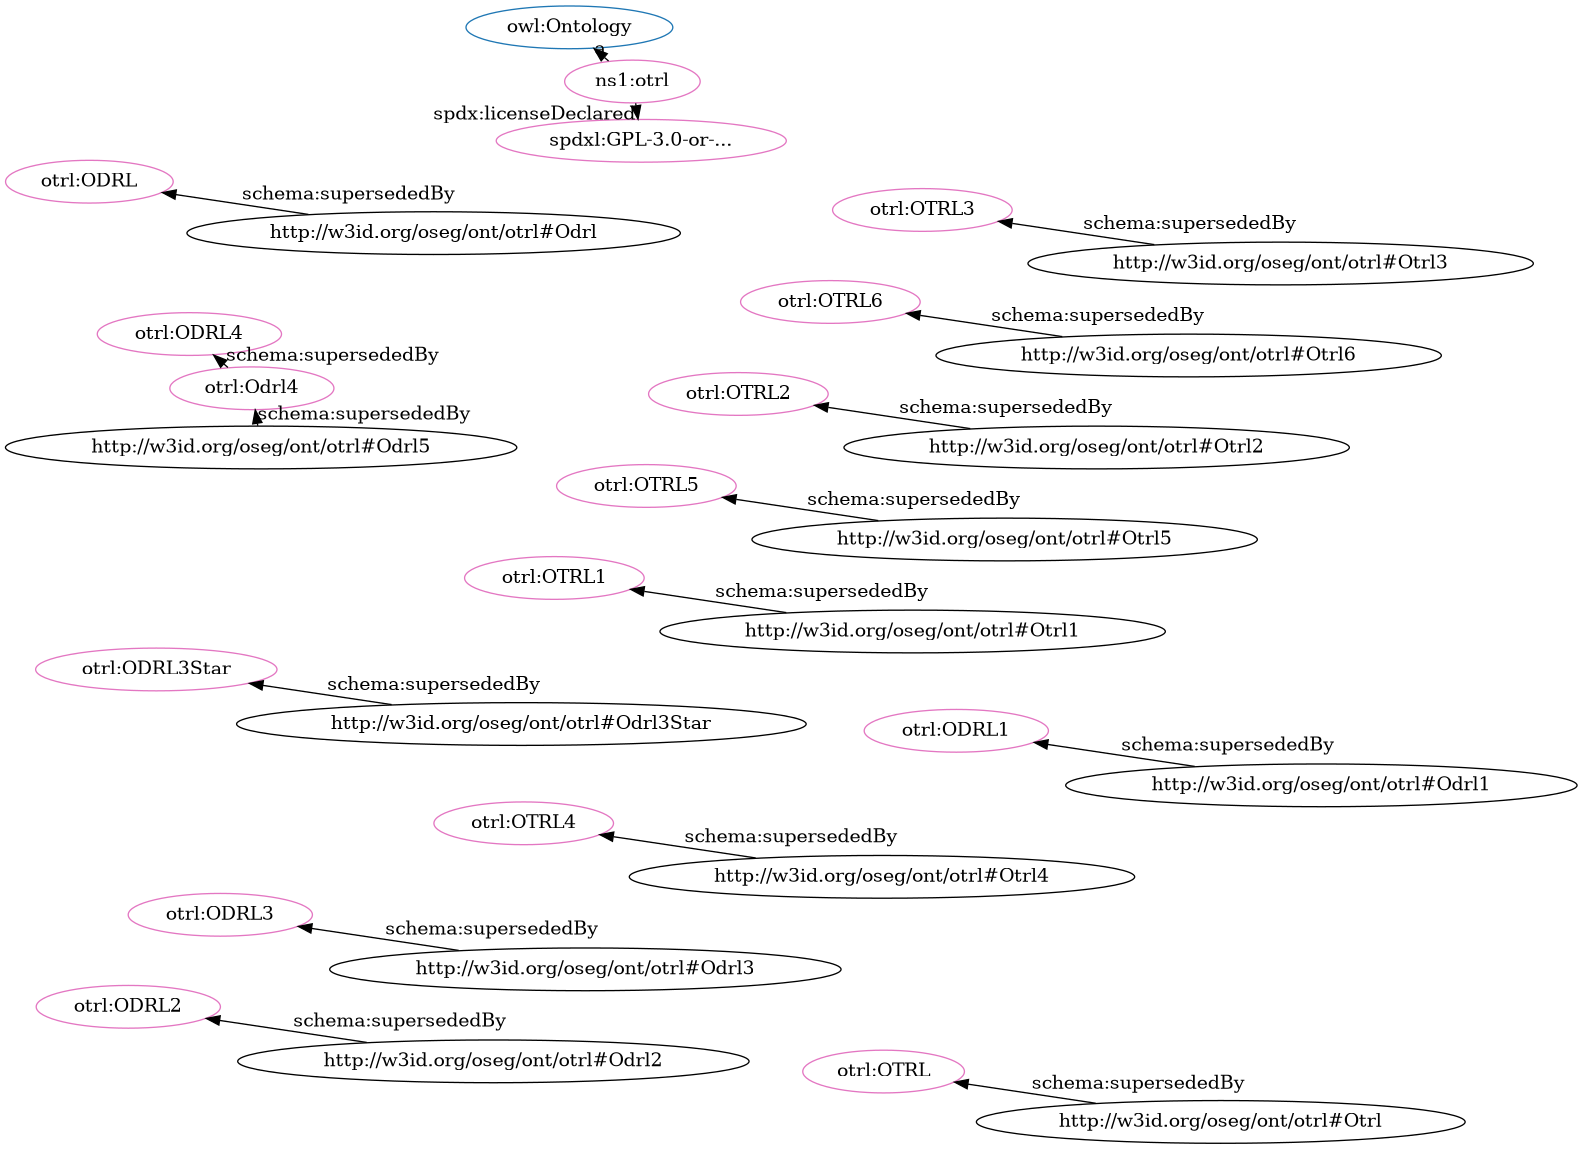 owl:Ontology
a
ns1:otrl
spdx:licenseDeclared
spdxl:GPL-3.0-or-...
otrl:ODRL
schema:supersededBy
http://w3id.org/oseg/ont/otrl#Odrl
otrl:OTRL3
schema:supersededBy
http://w3id.org/oseg/ont/otrl#Otrl3
otrl:OTRL6
schema:supersededBy
http://w3id.org/oseg/ont/otrl#Otrl6
otrl:ODRL4
schema:supersededBy
otrl:Odrl4
schema:supersededBy
http://w3id.org/oseg/ont/otrl#Odrl5
otrl:OTRL2
schema:supersededBy
http://w3id.org/oseg/ont/otrl#Otrl2
otrl:OTRL5
schema:supersededBy
http://w3id.org/oseg/ont/otrl#Otrl5
otrl:OTRL1
schema:supersededBy
http://w3id.org/oseg/ont/otrl#Otrl1
otrl:ODRL3Star
schema:supersededBy
http://w3id.org/oseg/ont/otrl#Odrl3Star
otrl:ODRL1
schema:supersededBy
http://w3id.org/oseg/ont/otrl#Odrl1
otrl:OTRL4
schema:supersededBy
http://w3id.org/oseg/ont/otrl#Otrl4
otrl:ODRL3
schema:supersededBy
http://w3id.org/oseg/ont/otrl#Odrl3
otrl:ODRL2
schema:supersededBy
http://w3id.org/oseg/ont/otrl#Odrl2
otrl:OTRL
schema:supersededBy
http://w3id.org/oseg/ont/otrl#Otrl